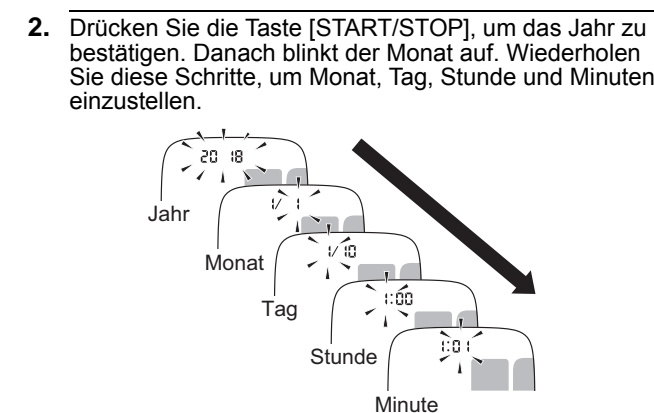 2. Drücken Sie die Taste [START/STOP], um das Jahr zu
bestätigen. Danach blinkt der Monat auf. Wiederholen
Sie diese Schritte, um Monat, Tag, Stunde und Minuten
einzustellen.
20 18
Jahr
1/ 1
Monat
1/ 10
Tag
1:00
Stunde
1:01
Minute